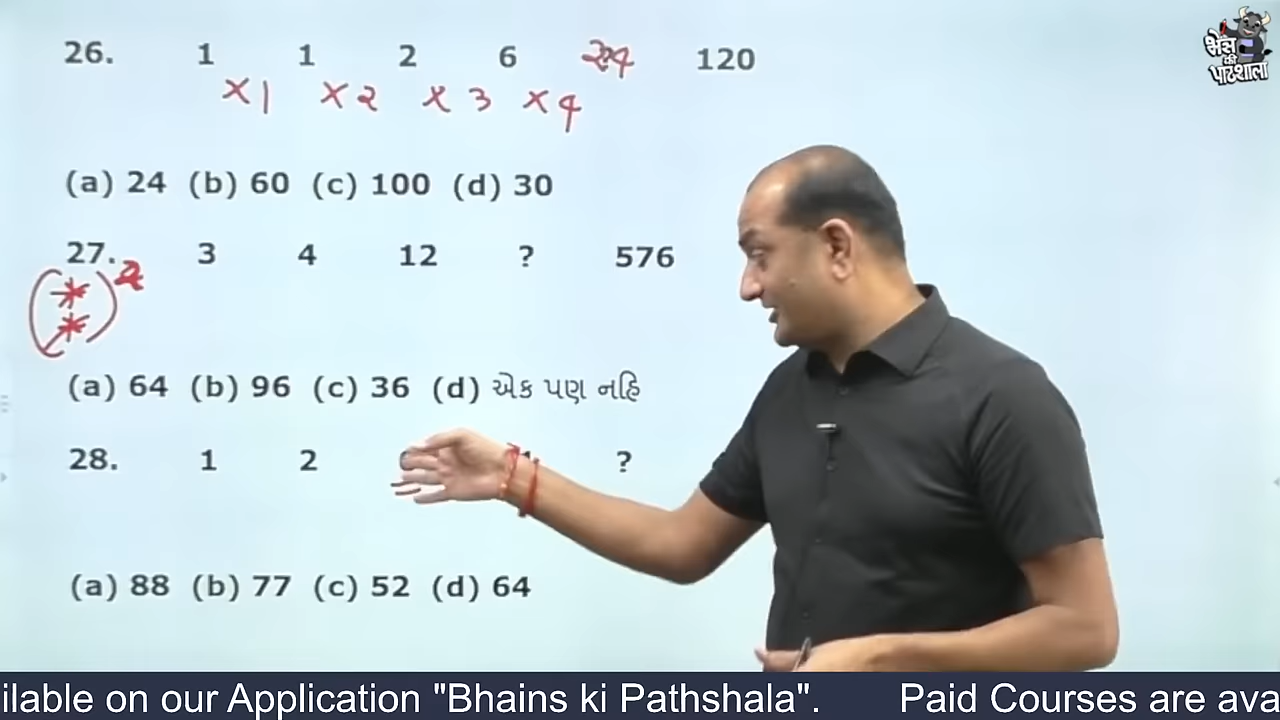 भैंस की पाठशाला
26. 1 1 2 6 24 120
×1 ×2 ×3 ×4
(a) 24 (b) 60 (c) 100 (d) 30
27. 3 4 12 ? 576
2
(a) 64 (b) 96 (c) 36 (d) એક પણ નહિ
28. 1 2 ?
(a) 88 (b) 77 (c) 52 (d) 64
ilable on our Application "Bhains ki Pathshala". Paid Courses are ava